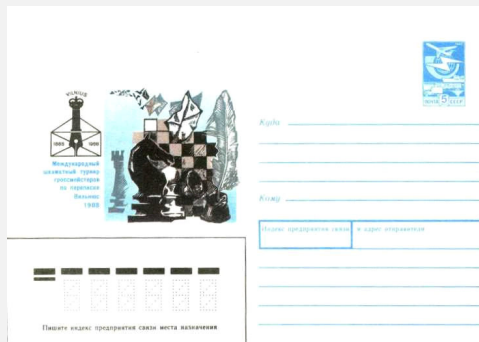 VILNIUS
1988
Международный
шахматный турнир
гроссмейстеров
по переписке
Вильнюс
1988
ПОЧТА 5 СССР
Куда
Кому
Индекс предприятия связи и адрес отправителя
Пишите индекс предприятия связи места назначения